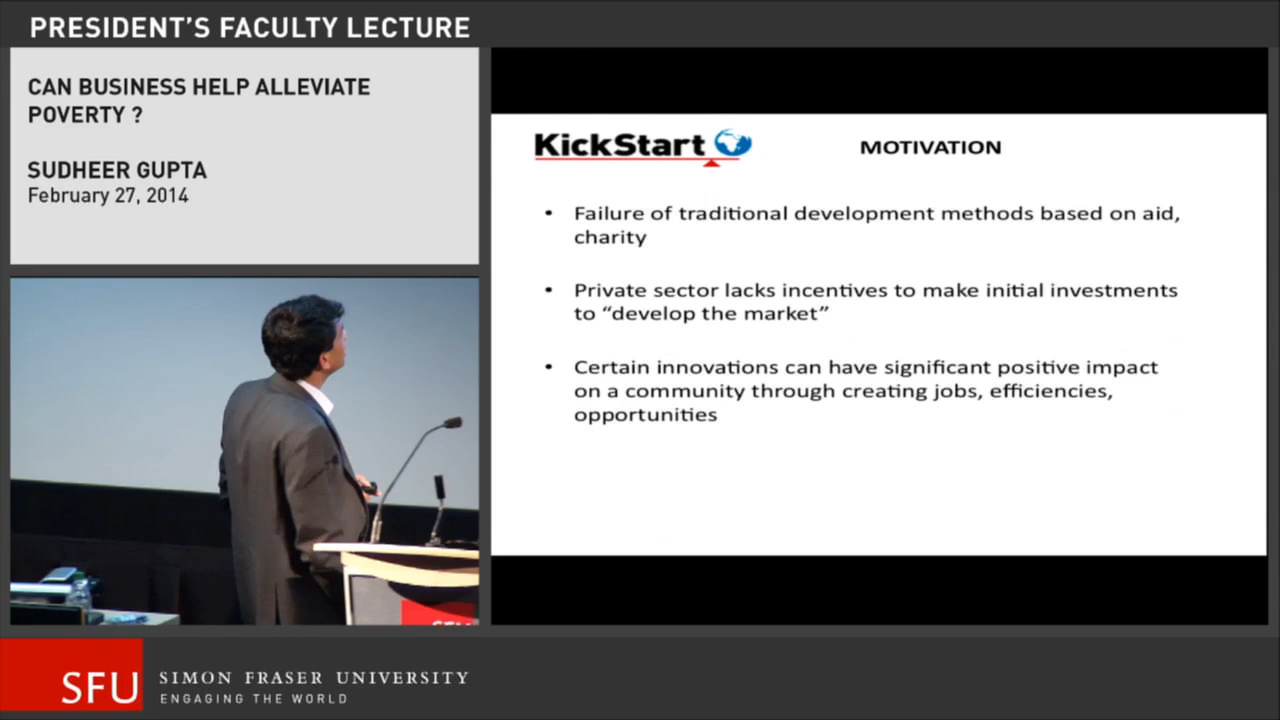 PRESIDENT'S FACULTY LECTURE
CAN BUSINESS HELP ALLEVIATE
POVERTY ?
SUDHEER GUPTA
February 27, 2014
KickStart
MOTIVATION
• Failure of traditional development methods based on aid,
charity
• Private sector lacks incentives to make initial investments
to “develop the market”
• Certain innovations can have significant positive impact
on a community through creating jobs, efficiencies,
opportunities
SFU
SIMON FRASER UNIVERSITY
ENGAGING THE WORLD